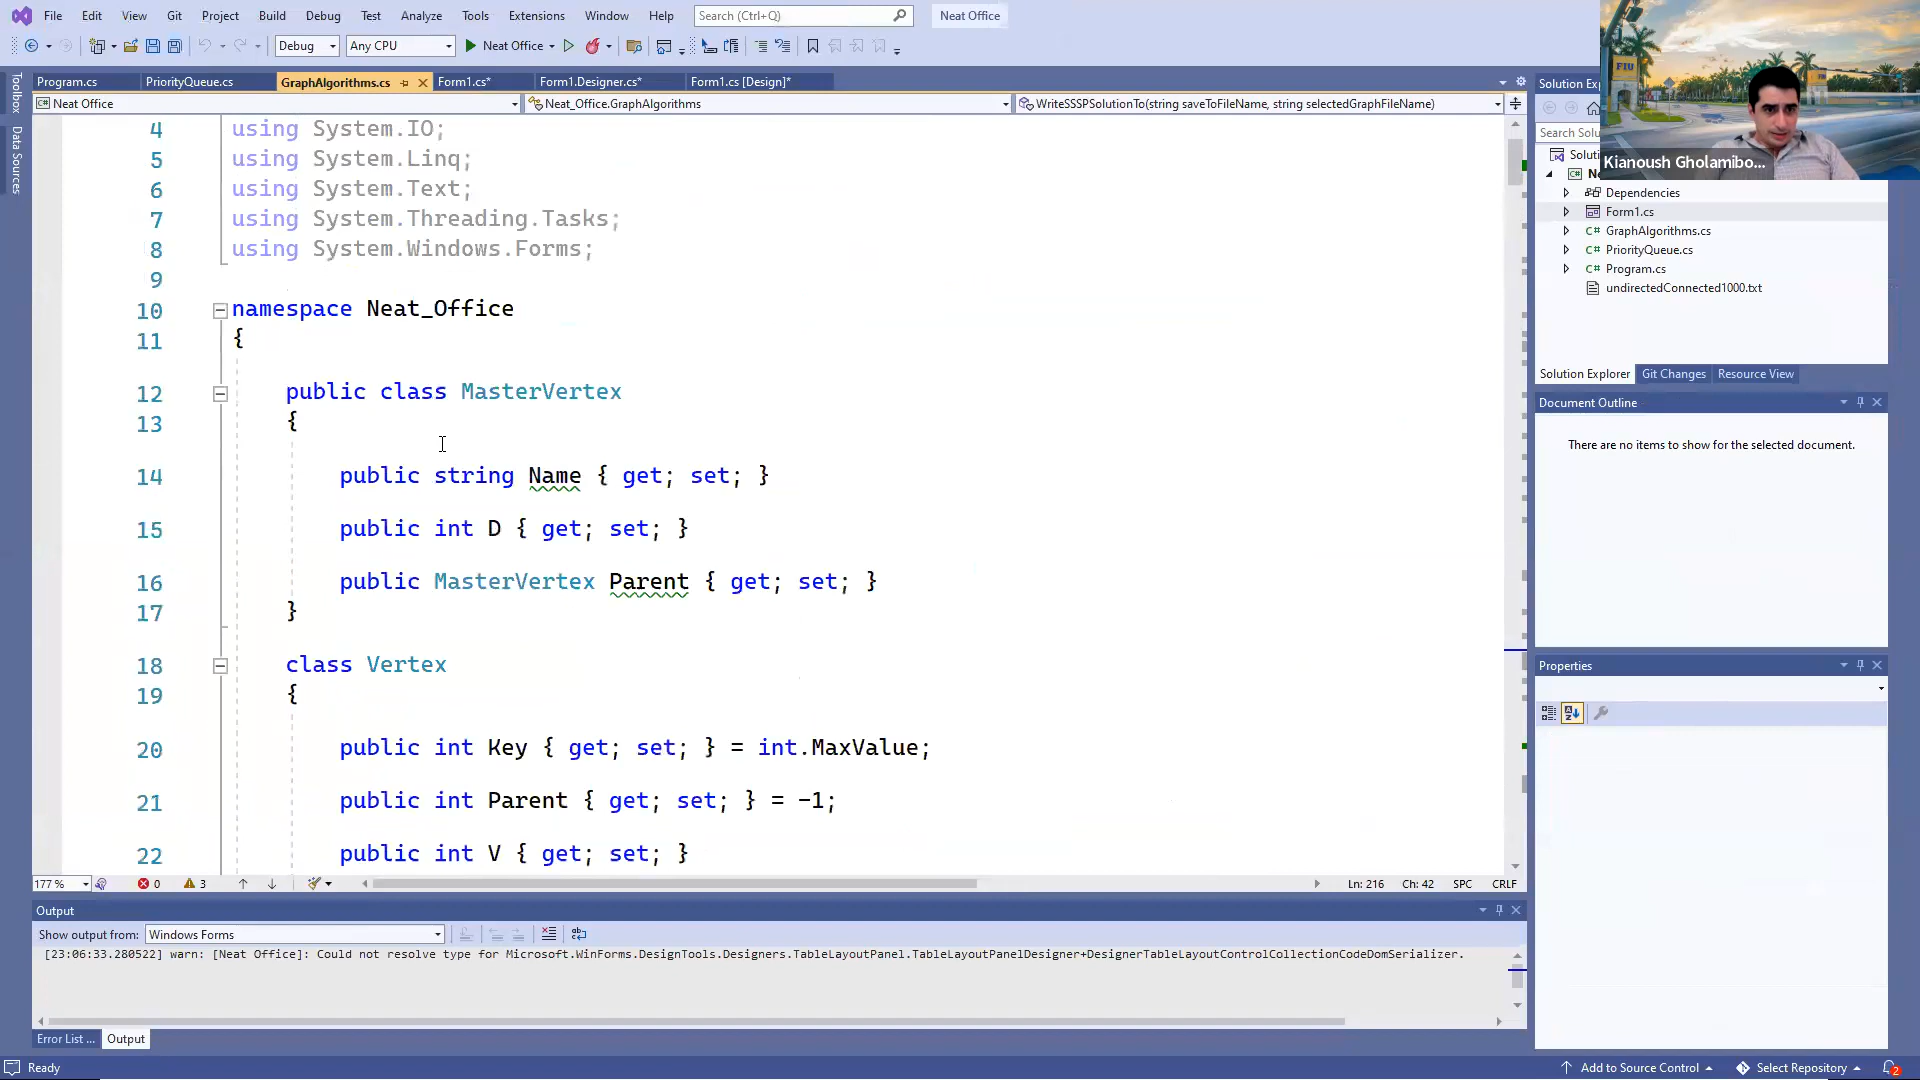 File Edit View Git Project Build Debug Test Analyze Tools Extensions Window Help Search (Ctrl+Q) Neat Office
Debug Any CPU Neat Office
Program.cs PriorityQueue.cs GraphAlgorithms.cs Form1.cs* Form1.Designer.cs* Form1.cs [Design]*
Neat Office Neat_Office.GraphAlgorithms WriteSSSPSolutionTo(string saveToFileName, string selectedGraphFileName)
Toolbox
Data Sources
4 using System.IO;
5 using System.Linq;
6 using System.Text;
7 using System.Threading.Tasks;
8 using System.Windows.Forms;
9
10 namespace Neat_Office
11 {
12 public class MasterVertex
13 {
14 public string Name { get; set; }
15 public int D { get; set; }
16 public MasterVertex Parent { get; set; }
17 }
18 class Vertex
19 {
20 public int Key { get; set; } = int.MaxValue;
21 public int Parent { get; set; } = -1;
22 public int V { get; set; }
177 % 0 3 Ln: 216 Ch: 42 SPC CRLF
Output
Show output from: Windows Forms
[23:06:33.280522] warn: [Neat Office]: Could not resolve type for Microsoft.WinForms.DesignTools.Designers.TableLayoutPanel.TableLayoutPanelDesigner+DesignerTableLayoutControlCollectionCodeDomSerializer.
Error List ... Output
Ready Add to Source Control Select Repository 2
Solution Exp
Search Solu
Soluti
Ne
Dependencies
Form1.cs
C# GraphAlgorithms.cs
C# PriorityQueue.cs
C# Program.cs
undirectedConnected1000.txt
Solution Explorer Git Changes Resource View
Document Outline
There are no items to show for the selected document.
Properties
FIU
Kianoush Gholamibo...